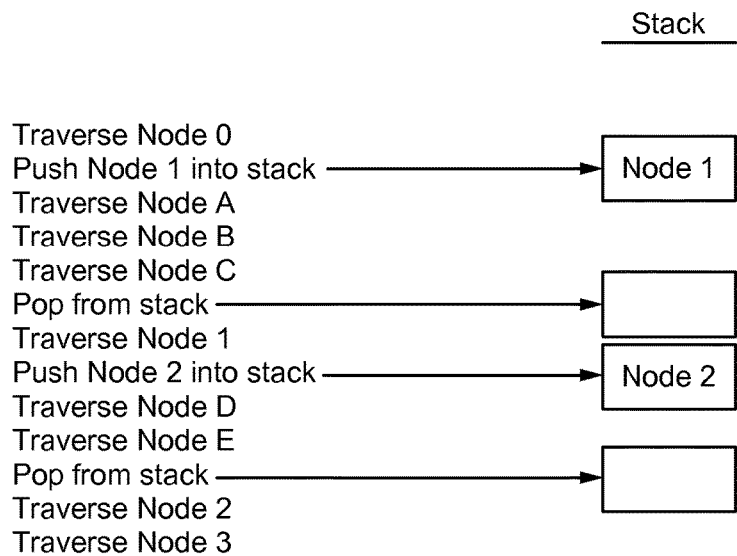 Stack
Traverse Node 0
Push Node 1 into stack
Node 1
Traverse Node A
Traverse Node B
Traverse Node C
Pop from stack
Traverse Node 1
Push Node 2 into stack
Node 2
Traverse Node D
Traverse Node E
Pop from stack
Traverse Node 2
Traverse Node 3